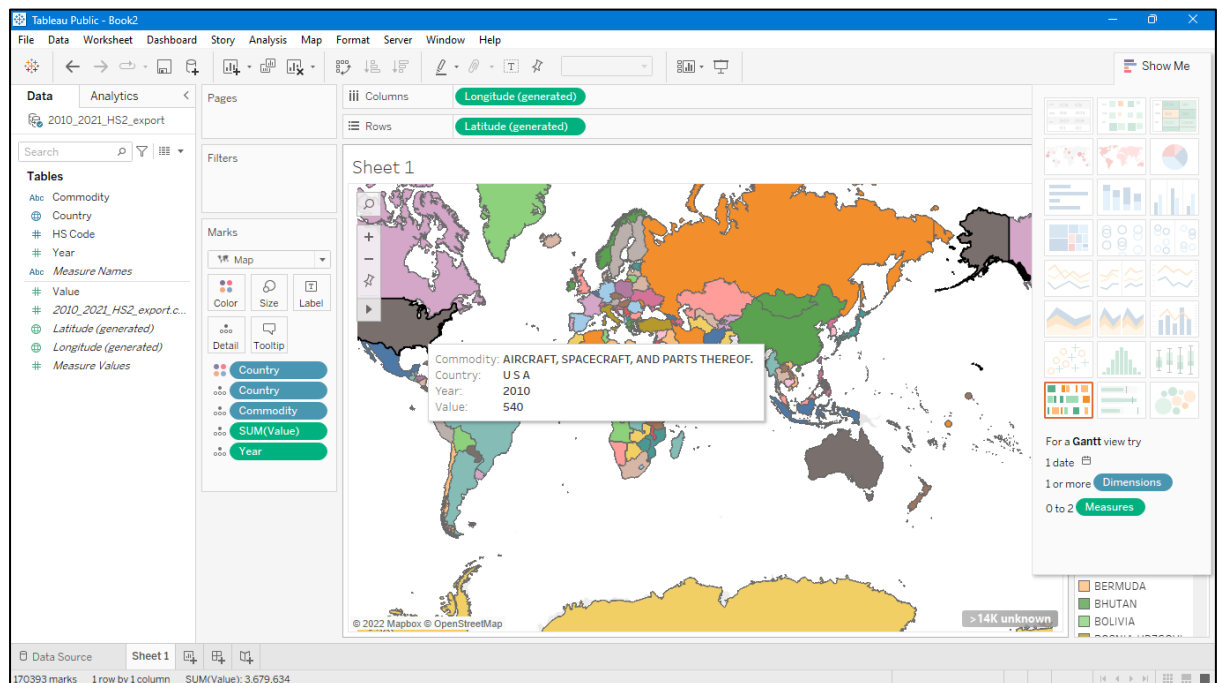 Tableau Public - Book2
File Data Worksheet Dashboard Story Analysis Map Format Server Window Help
Show Me
Data Analytics
2010_2021_HS2_export
Search
Tables
Abc Commodity
Country
# HS Code
# Year
Abc Measure Names
# Value
# 2010_2021_HS2_export.c...
Latitude (generated)
Longitude (generated)
# Measure Values
Pages
Filters
Marks
Map
Color Size Label
Detail Tooltip
Country
Country
Commodity
SUM(Value)
Year
Columns Longitude (generated)
Rows Latitude (generated)
Sheet 1
Commodity: AIRCRAFT, SPACECRAFT, AND PARTS THEREOF.
Country: U S A
Year: 2010
Value: 540
© 2022 Mapbox © OpenStreetMap
>14K unknown
For a Gantt view try
1 date
1 or more Dimensions
0 to 2 Measures
BERMUDA
BHUTAN
BOLIVIA
Data Source Sheet 1
170393 marks 1 row by 1 column SUM(Value): 3,679,634